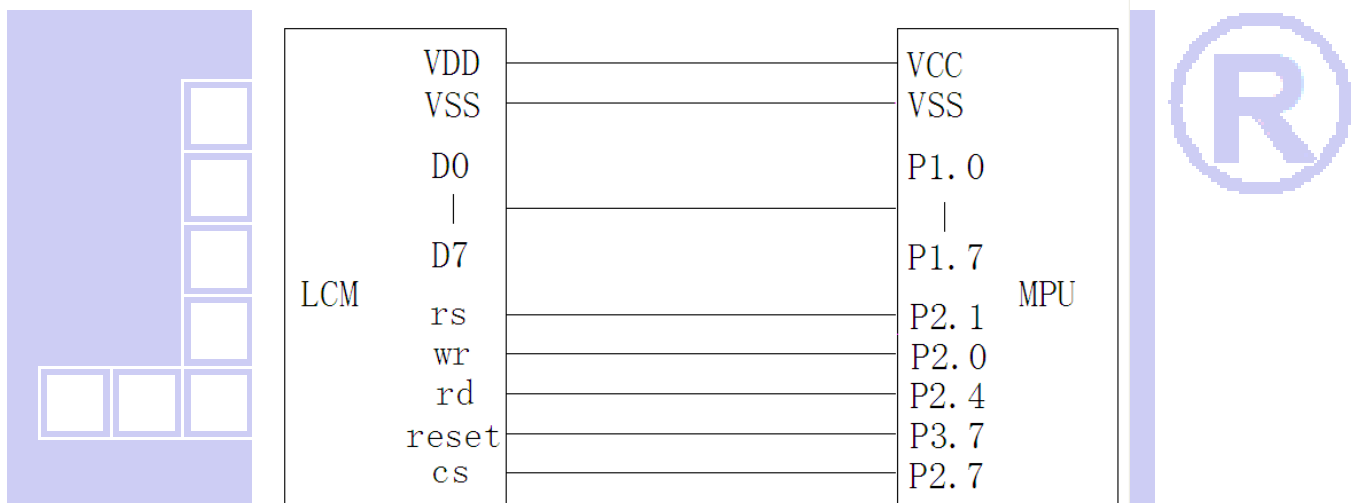 VDD VCC
VSS VSS
D0 P1.0
D7 P1.7
LCM MPU
rs P2.1
wr P2.0
rd P2.4
reset P3.7
cs P2.7
R